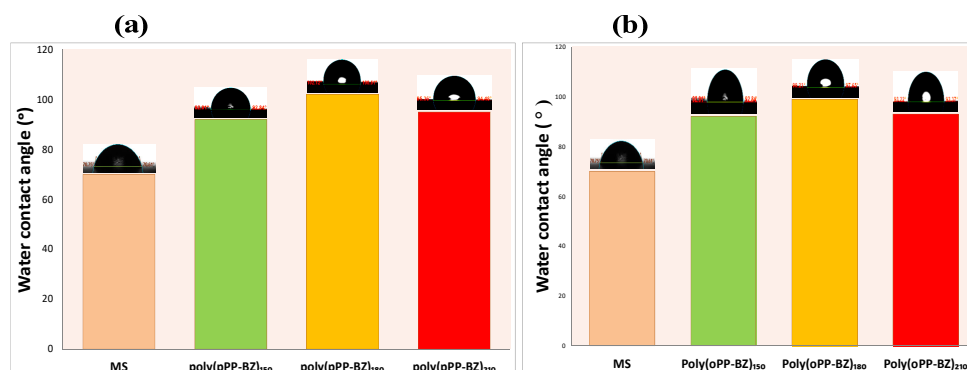 (a)
(b)
Water contact angle (°)
120
100
80
60
40
20
0
MS
poly(pPP-BZ)₁₅₀
poly(pPP-BZ)₁₈₀
poly(pPP-BZ)₂₁₀
Water contact angle ( ° )
120
100
80
60
40
20
0
MS
Poly(oPP-BZ)₁₅₀
Poly(oPP-BZ)₁₈₀
Poly(oPP-BZ)₂₁₀